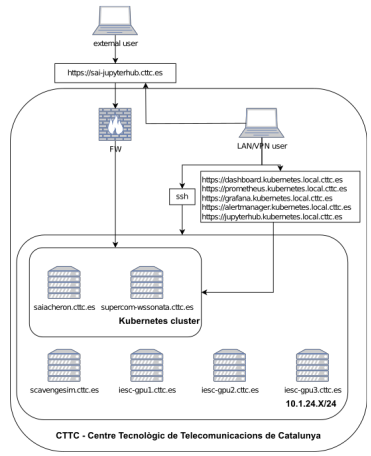 external user
https://sai-jupyterhub.cttc.es
FW
LAN/VPN user
ssh
https://dashboard.kubernetes.local.cttc.es
https://prometheus.kubernetes.local.cttc.es
https://grafana.kubernetes.local.cttc.es
https://alertmanager.kubernetes.local.cttc.es
https://jupyterhub.kubernetes.local.cttc.es
saiacheron.cttc.es
supercom-wssonata.cttc.es
Kubernetes cluster
scavengesim.cttc.es
iesc-gpu1.cttc.es
iesc-gpu2.cttc.es
iesc-gpu3.cttc.es
10.1.24.X/24
CTTC - Centre Tecnològic de Telecomunicacions de Catalunya